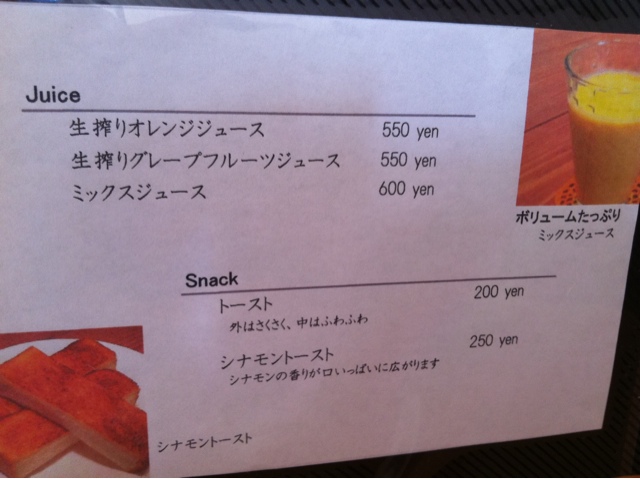 Juice
生搾りオレンジジュース 550 yen
生搾りグレープフルーツジュース 550 yen
ミックスジュース 600 yen
ボリュームたっぷり
ミックスジュース
Snack
トースト 200 yen
外はさくさく、中はふわふわ
シナモントースト 250 yen
シナモンの香りが口いっぱいに広がります
シナモントースト